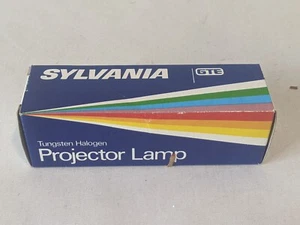 SYLVANIA GTE
Tungsten Halogen
Projector Lamp